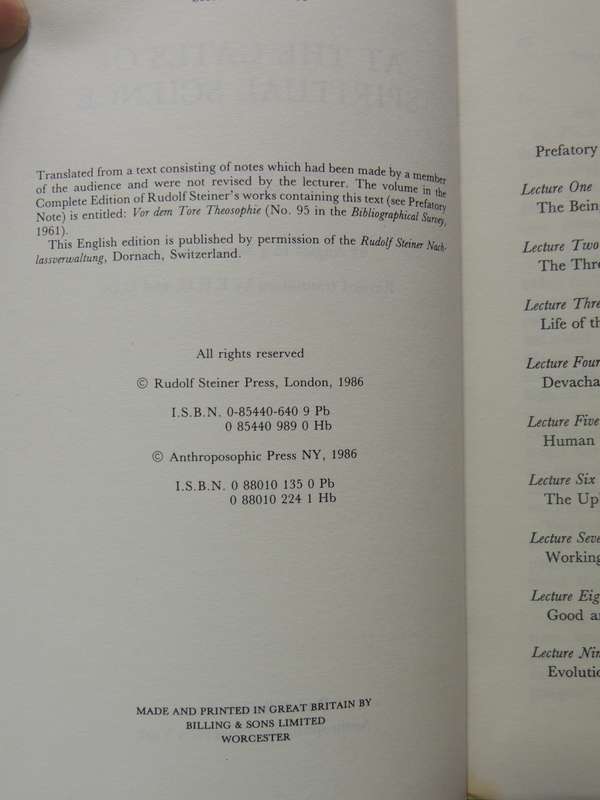 Translated from a text consisting of notes which had been made by a member
of the audience and were not revised by the lecturer. The volume in the
Complete Edition of Rudolf Steiner's works containing this text (see Prefatory
Note) is entitled: Vor dem Tore Theosophie (No. 95 in the Bibliographical Survey,
1961).
This English edition is published by permission of the Rudolf Steiner Nach-
lassverwaltung, Dornach, Switzerland.
All rights reserved
© Rudolf Steiner Press, London, 1986
I.S.B.N. 0-85440-640 9 Pb
0 85440 989 0 Hb
© Anthroposophic Press NY, 1986
I.S.B.N. 0 88010 135 0 Pb
0 88010 224 1 Hb
MADE AND PRINTED IN GREAT BRITAIN BY
BILLING & SONS LIMITED
WORCESTER
Prefatory
Lecture One
The Bein
Lecture Two
The Thre
Lecture Thre
Life of th
Lecture Four
Devacha
Lecture Five
Human
Lecture Six
The Up
Lecture Seve
Working
Lecture Eig
Good a
Lecture Nin
Evolutio